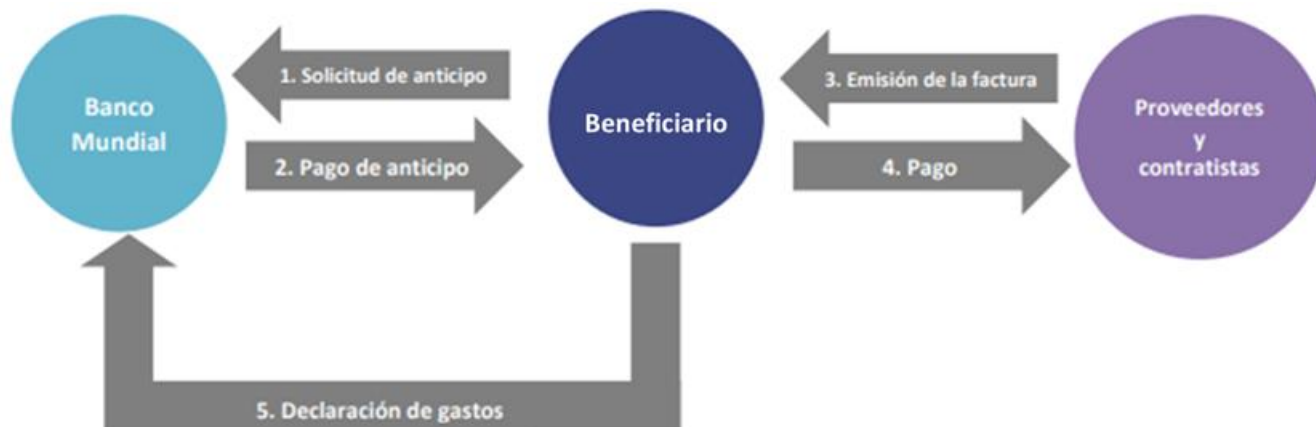 Banco
Mundial
1. Solicitud de anticipo
2. Pago de anticipo
Beneficiario
3. Emisión de la factura
4. Pago
Proveedores
y
contratistas
5. Declaración de gastos